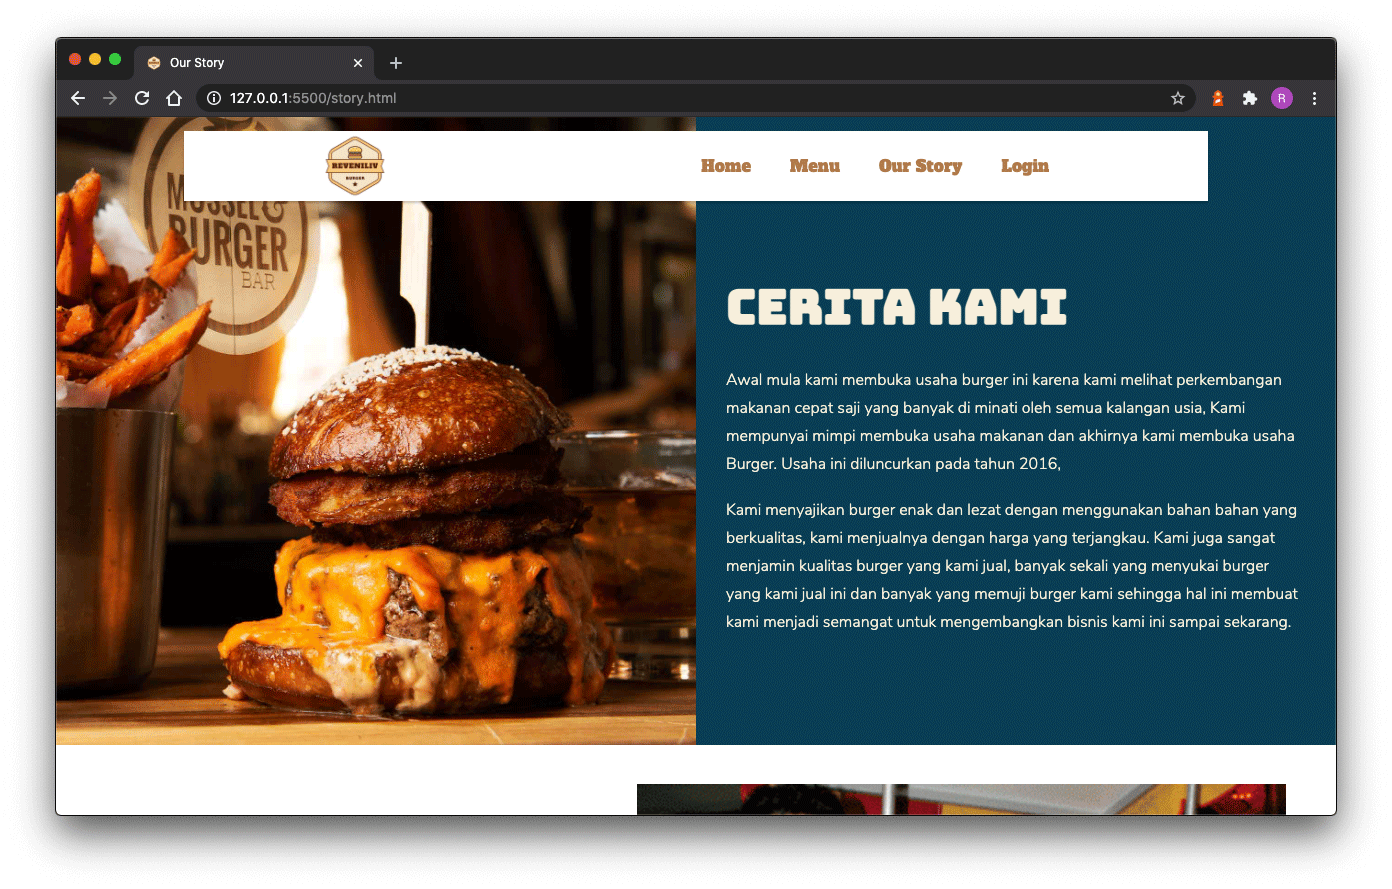 Our Story
127.0.0.1:5500/story.html
R
REVENILIV
BURGER
Home Menu Our Story Login
MUSSEL &
BURGER
BAR
CERITA KAMI
Awal mula kami membuka usaha burger ini karena kami melihat perkembangan
makanan cepat saji yang banyak di minati oleh semua kalangan usia, Kami
mempunyai mimpi membuka usaha makanan dan akhirnya kami membuka usaha
Burger. Usaha ini diluncurkan pada tahun 2016,
Kami menyajikan burger enak dan lezat dengan menggunakan bahan bahan yang
berkualitas, kami menjualnya dengan harga yang terjangkau. Kami juga sangat
menjamin kualitas burger yang kami jual, banyak sekali yang menyukai burger
yang kami jual ini dan banyak yang memuji burger kami sehingga hal ini membuat
kami menjadi semangat untuk mengembangkan bisnis kami ini sampai sekarang.